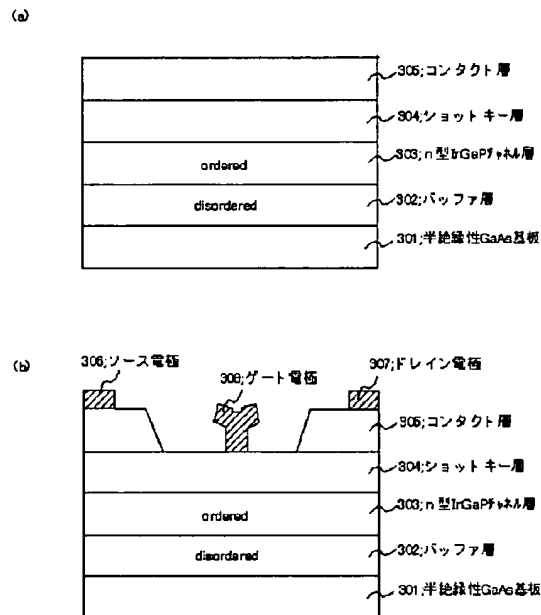 (a)
305;コンタクト層
304;ショットキー層
303;n型InGaPチャネル層
ordered
302;バッファ層
disordered
301;半絶縁性GaAs基板
(b)
306;ソース電極
308;ゲート電極
307;ドレイン電極
305;コンタクト層
304;ショットキー層
303;n型InGaPチャネル層
ordered
302;バッファ層
disordered
301;半絶縁性GaAs基板